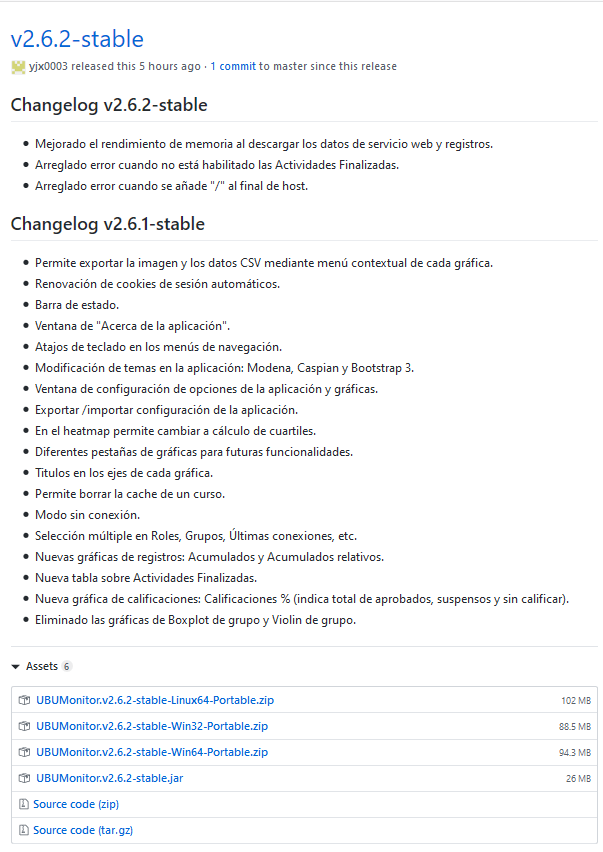 v2.6.2-stable
yjx0003 released this 5 hours ago · 1 commit to master since this release
Changelog v2.6.2-stable
• Mejorado el rendimiento de memoria al descargar los datos de servicio web y registros.
• Arreglado error cuando no está habilitado las Actividades Finalizadas.
• Arreglado error cuando se añade "/" al final de host.
Changelog v2.6.1-stable
• Permite exportar la imagen y los datos CSV mediante menú contextual de cada gráfica.
• Renovación de cookies de sesión automáticos.
• Barra de estado.
• Ventana de "Acerca de la aplicación".
• Atajos de teclado en los menús de navegación.
• Modificación de temas en la aplicación: Modena, Caspian y Bootstrap 3.
• Ventana de configuración de opciones de la aplicación y gráficas.
• Exportar /importar configuración de la aplicación.
• En el heatmap permite cambiar a cálculo de cuartiles.
• Diferentes pestañas de gráficas para futuras funcionalidades.
• Titulos en los ejes de cada gráfica.
• Permite borrar la cache de un curso.
• Modo sin conexión.
• Selección múltiple en Roles, Grupos, Últimas conexiones, etc.
• Nuevas gráficas de registros: Acumulados y Acumulados relativos.
• Nueva tabla sobre Actividades Finalizadas.
• Nueva gráfica de calificaciones: Calificaciones % (indica total de aprobados, suspensos y sin calificar).
• Eliminado las gráficas de Boxplot de grupo y Violin de grupo.
Assets 6
UBUMonitor.v2.6.2-stable-Linux64-Portable.zip 102 MB
UBUMonitor.v2.6.2-stable-Win32-Portable.zip 88.5 MB
UBUMonitor.v2.6.2-stable-Win64-Portable.zip 94.3 MB
UBUMonitor.v2.6.2-stable.jar 26 MB
Source code (zip)
Source code (tar.gz)